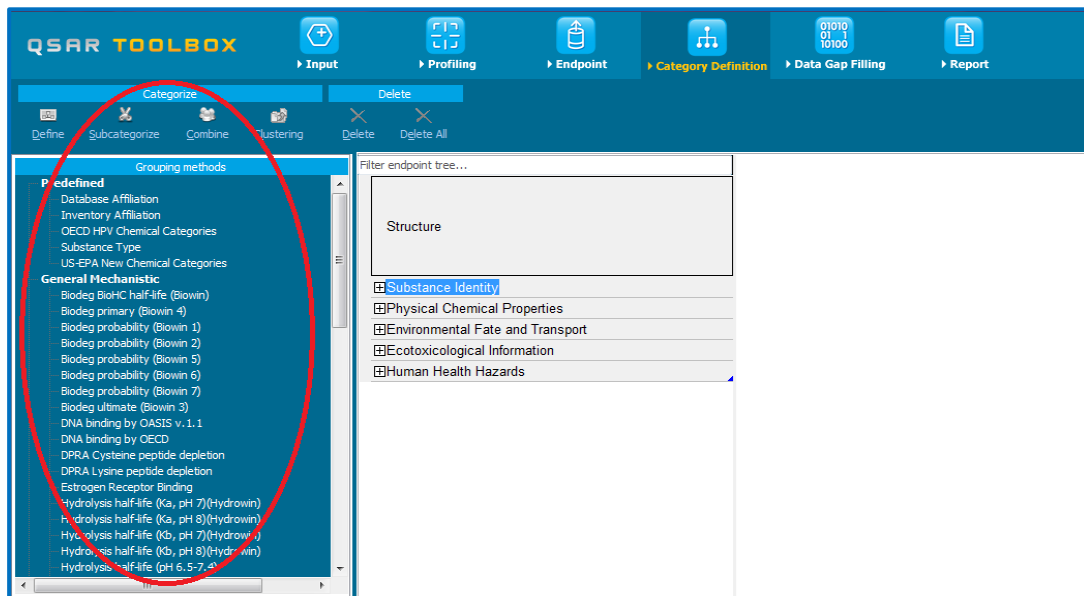 QSAR TOOLBOX
Input
Profiling
Endpoint
Category Definition
01010
01 1
10100
Data Gap Filling
Report
Categorize
Delete
Define
Subcategorize
Combine
Clustering
Delete
Delete All
Grouping methods
Predefined
Database Affiliation
Inventory Affiliation
OECD HPV Chemical Categories
Substance Type
US-EPA New Chemical Categories
General Mechanistic
Biodeg BioHC half-life (Biowin)
Biodeg primary (Biowin 4)
Biodeg probability (Biowin 1)
Biodeg probability (Biowin 2)
Biodeg probability (Biowin 5)
Biodeg probability (Biowin 6)
Biodeg probability (Biowin 7)
Biodeg ultimate (Biowin 3)
DNA binding by OASIS v.1.1
DNA binding by OECD
DPRA Cysteine peptide depletion
DPRA Lysine peptide depletion
Estrogen Receptor Binding
Hydrolysis half-life (Ka, pH 7)(Hydrowin)
Hydrolysis half-life (Ka, pH 8)(Hydrowin)
Hydrolysis half-life (Kb, pH 7)(Hydrowin)
Hydrolysis half-life (Kb, pH 8)(Hydrowin)
Hydrolysis half-life (pH 6.5-7.4)
Filter endpoint tree...
Structure
Substance Identity
Physical Chemical Properties
Environmental Fate and Transport
Ecotoxicological Information
Human Health Hazards